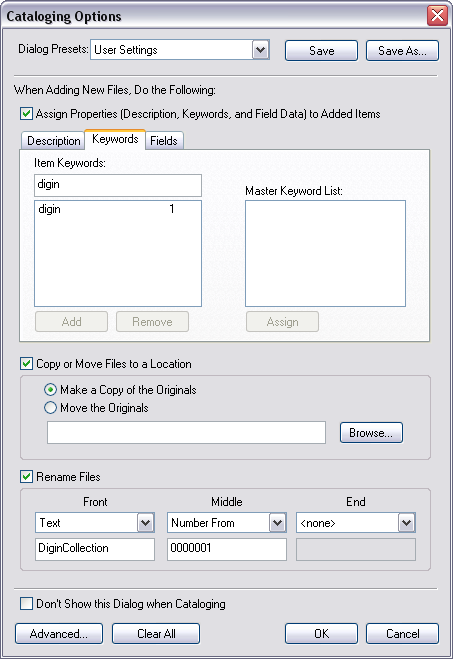 Cataloging Options
Dialog Presets: User Settings Save Save As...
When Adding New Files, Do the Following:
Assign Properties (Description, Keywords, and Field Data) to Added Items
Description Keywords Fields
Item Keywords:
digin
Master Keyword List:
digin 1
Add Remove Assign
Copy or Move Files to a Location
Make a Copy of the Originals
Move the Originals
Browse...
Rename Files
Front Middle End
Text Number From <none>
DiginCollection 0000001
Don't Show this Dialog when Cataloging
Advanced... Clear All OK Cancel